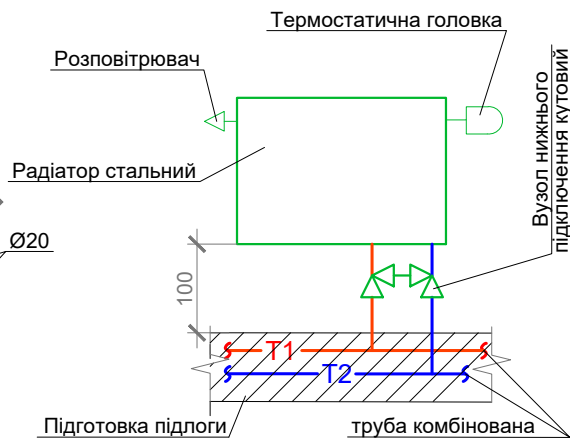 Термостатична головка
Розповітрювач
Вузол нижнього
підключення кутовий
Радіатор стальний
Ø20
100
T1
T2
Підготовка підлоги
труба комбінована